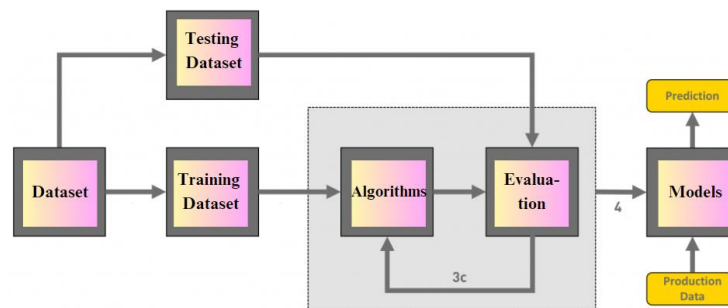 Testing
Dataset
Prediction
Dataset
Training
Dataset
Algorithms
Evalua-
tion
4
Models
3c
Production
Data